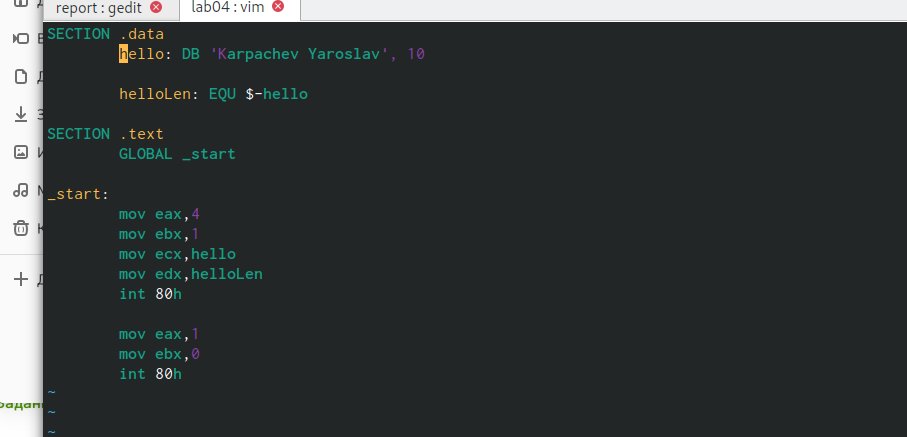 report : gedit
lab04 : vim
SECTION .data
hello: DB 'Karpachev Yaroslav', 10
helloLen: EQU $-hello
SECTION .text
GLOBAL _start
_start:
mov eax,4
mov ebx,1
mov ecx,hello
mov edx,helloLen
int 80h
mov eax,1
mov ebx,0
int 80h
~
~
~